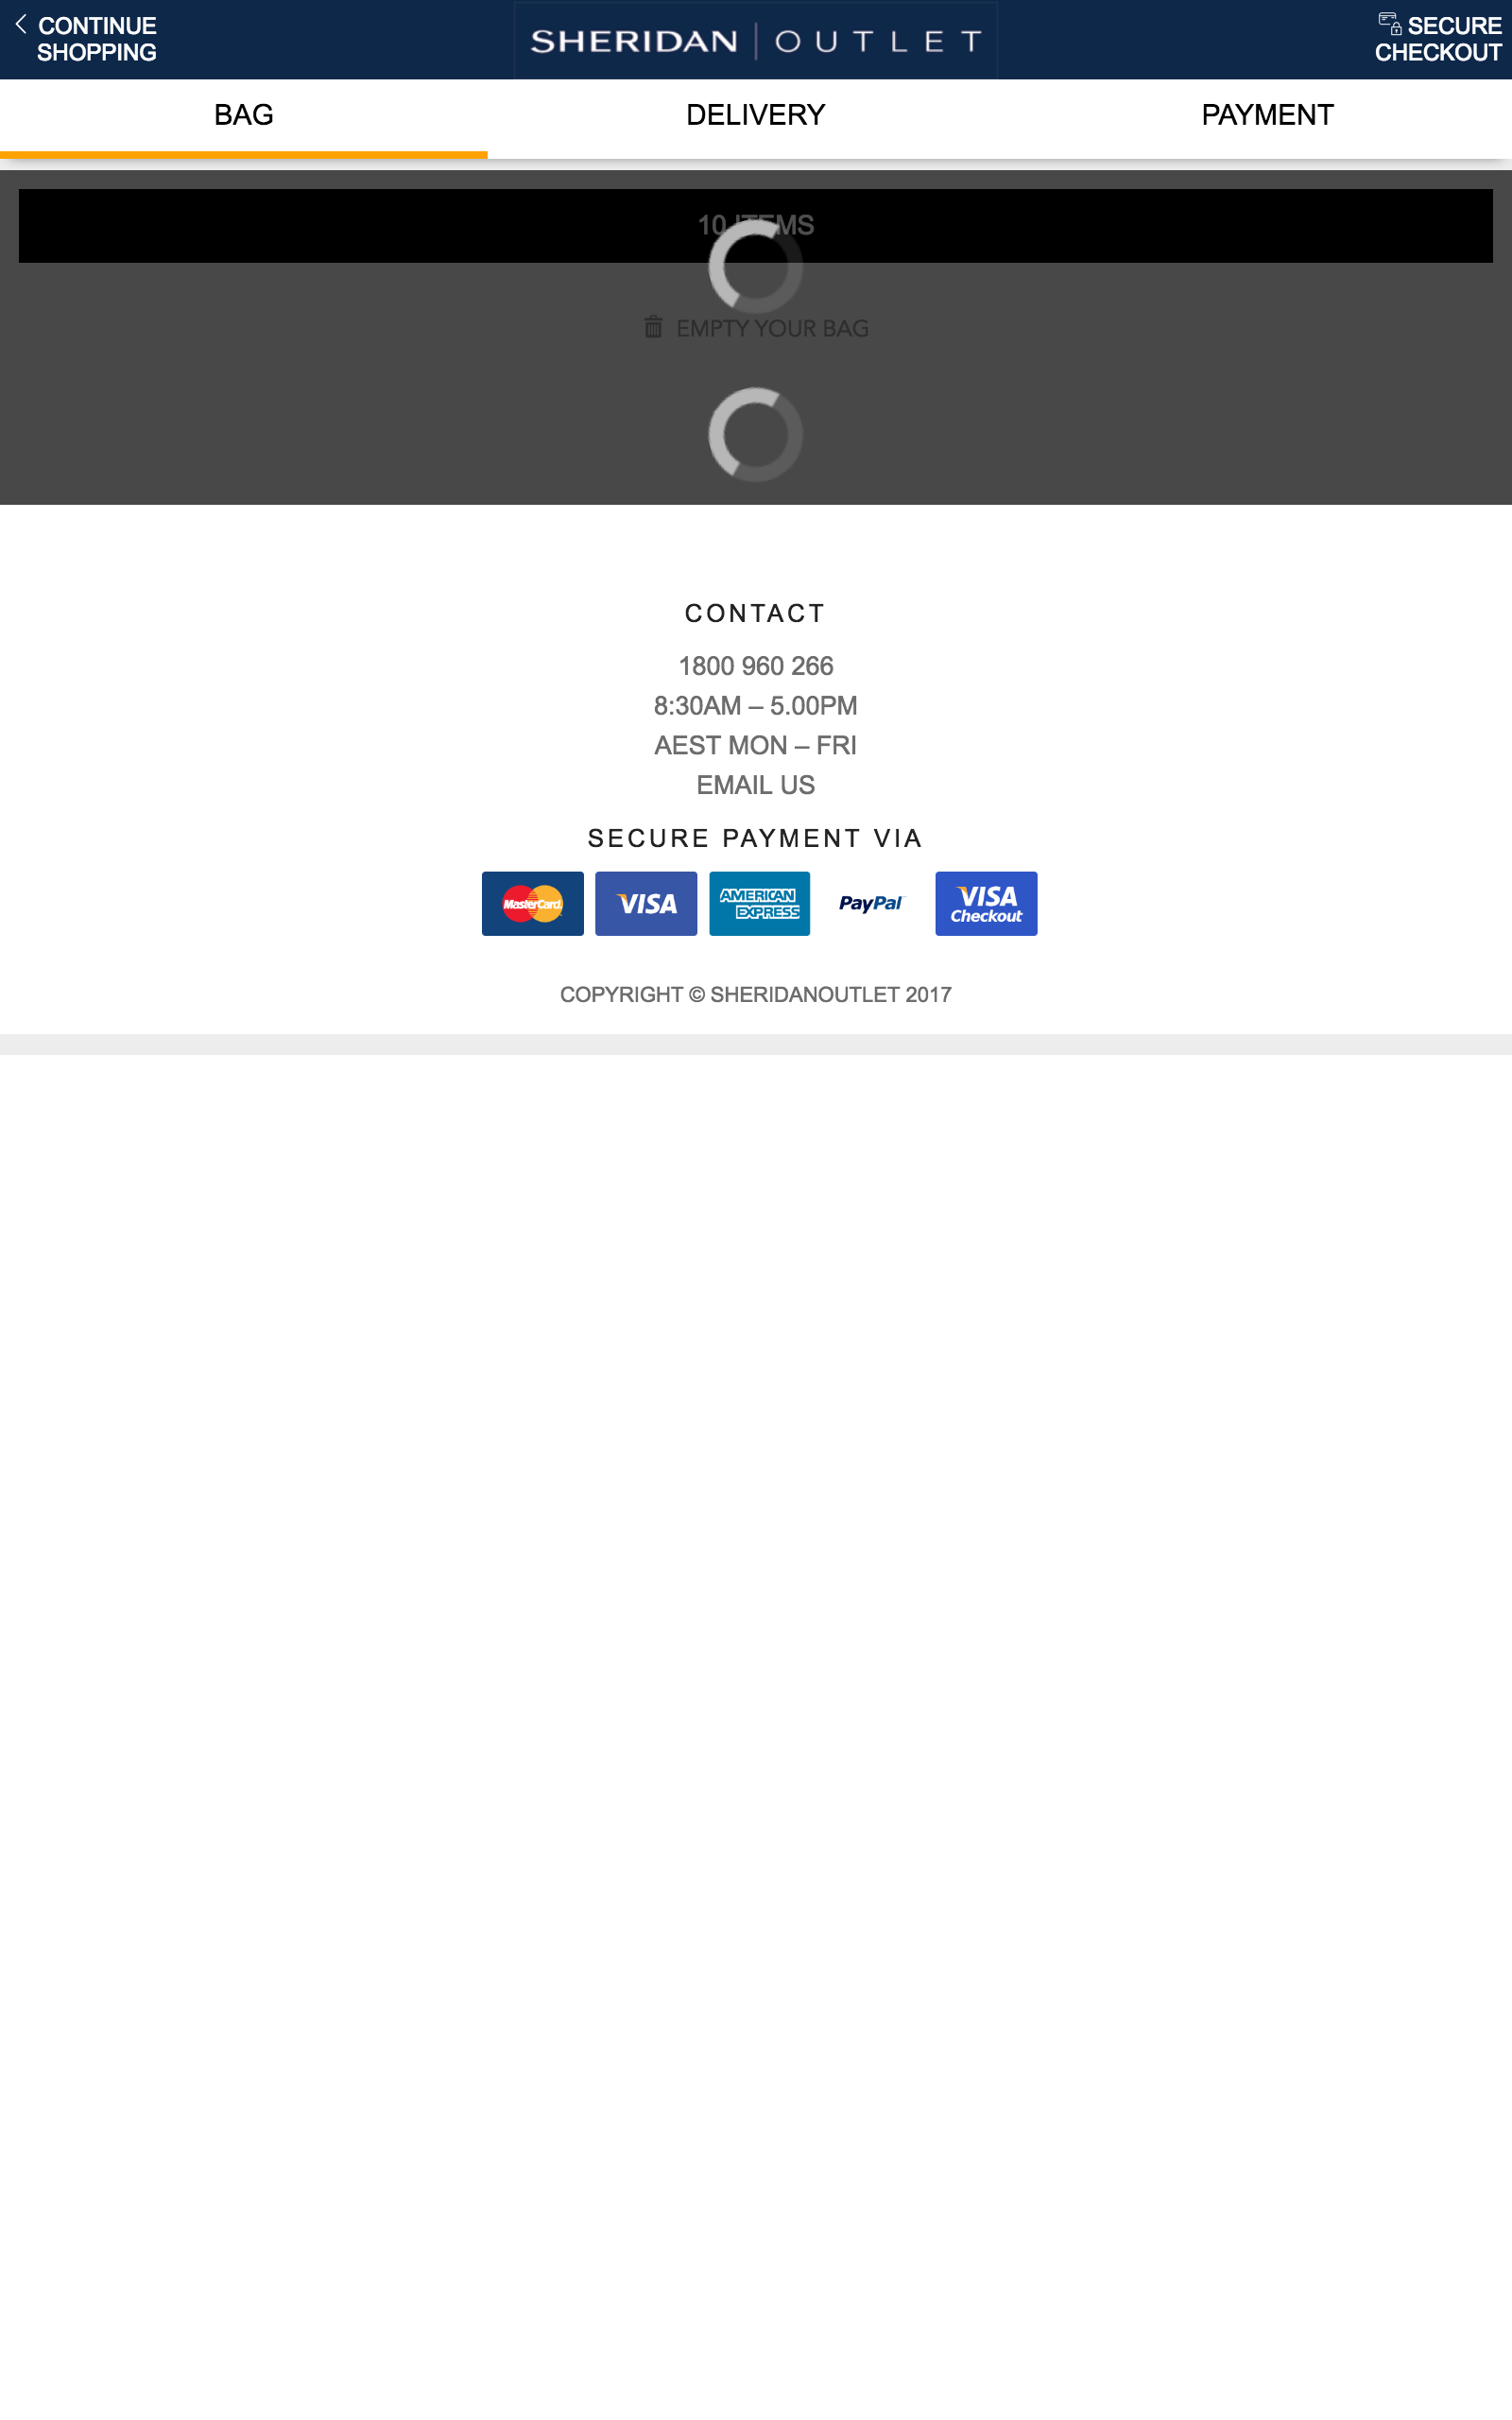 CONTINUE
SHOPPING
SHERIDAN | OUTLET
SECURE
CHECKOUT
BAG
DELIVERY
PAYMENT
10 ITEMS
EMPTY YOUR BAG
CONTACT
1800 960 266
8:30AM – 5.00PM
AEST MON – FRI
EMAIL US
SECURE PAYMENT VIA
MasterCard
VISA
AMERICAN
EXPRESS
PayPal
VISA
Checkout
COPYRIGHT © SHERIDANOUTLET 2017